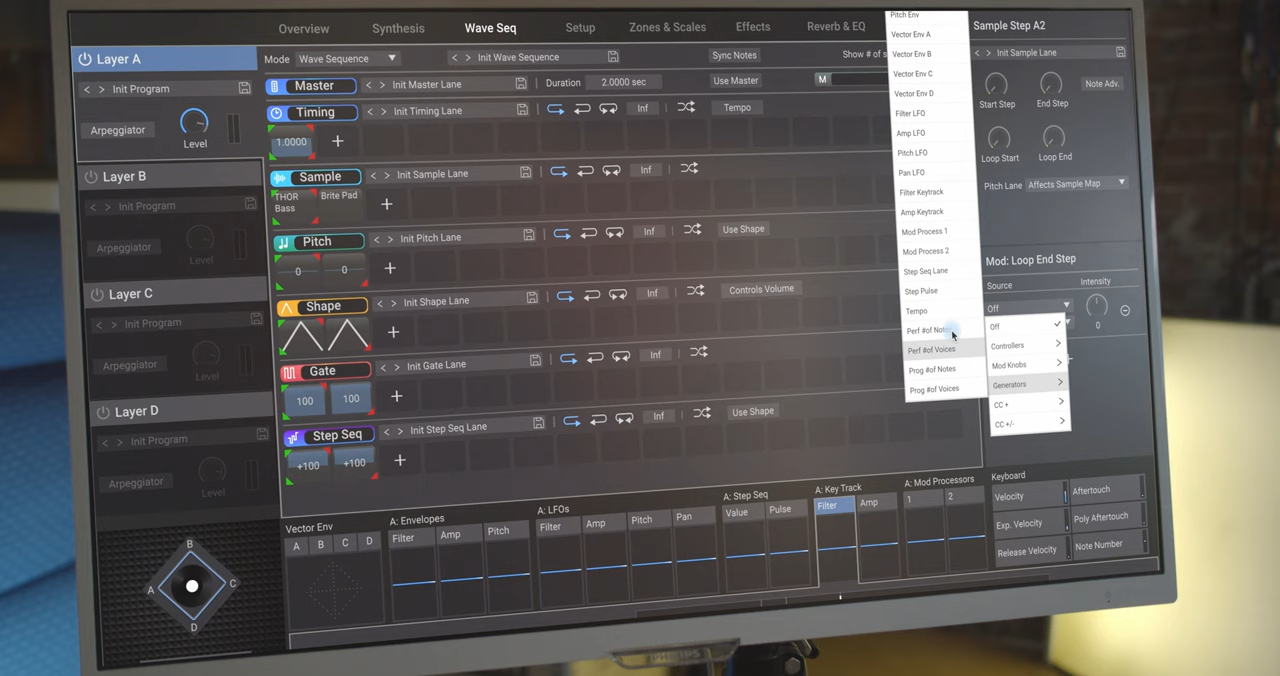 Overview Synthesis Wave Seq Setup Zones & Scales Effects Reverb & EQ
Layer A
Init Program
Arpeggiator
Level
Layer B
Init Program
Arpeggiator
Level
Layer C
Init Program
Arpeggiator
Level
Layer D
Init Program
Arpeggiator
Level
B
A
C
D
Mode Wave Sequence Init Wave Sequence Sync Notes Show # of
Master Init Master Lane Duration 2.0000 sec Use Master M
Timing Init Timing Lane Inf Tempo
1.0000 +
Sample Init Sample Lane Inf
THOR Brite Pad
Bass +
Pitch Init Pitch Lane Inf Use Shape
0 0 +
Shape Init Shape Lane Inf Controls Volume
+
Gate Init Gate Lane Inf
100 100 +
Step Seq Init Step Seq Lane Inf Use Shape
+100 +100 +
Pitch Env
Vector Env A
Vector Env B
Vector Env C
Vector Env D
Filter LFO
Amp LFO
Pitch LFO
Pan LFO
Filter Keytrack
Amp Keytrack
Mod Process 1
Mod Process 2
Step Seq Lane
Step Pulse
Tempo
Perf #of Notes
Perf #of Voices
Prog #of Notes
Prog #of Voices
Sample Step A2
Init Sample Lane
Start Step End Step Note Adv.
Loop Start Loop End
Pitch Lane Affects Sample Map
Mod: Loop End Step
Source Intensity
Off
0
Off
Controllers
Mod Knobs
Generators
CC +
CC +/-
Vector Env
A B C D
A: Envelopes
Filter Amp Pitch
A: LFOs
Filter Amp Pitch Pan
A: Step Seq
Value Pulse
A: Key Track
Filter Amp
A: Mod Processors
1 2
Keyboard
Velocity Aftertouch
Exp. Velocity Poly Aftertouch
Release Velocity Note Number
PHILIPS